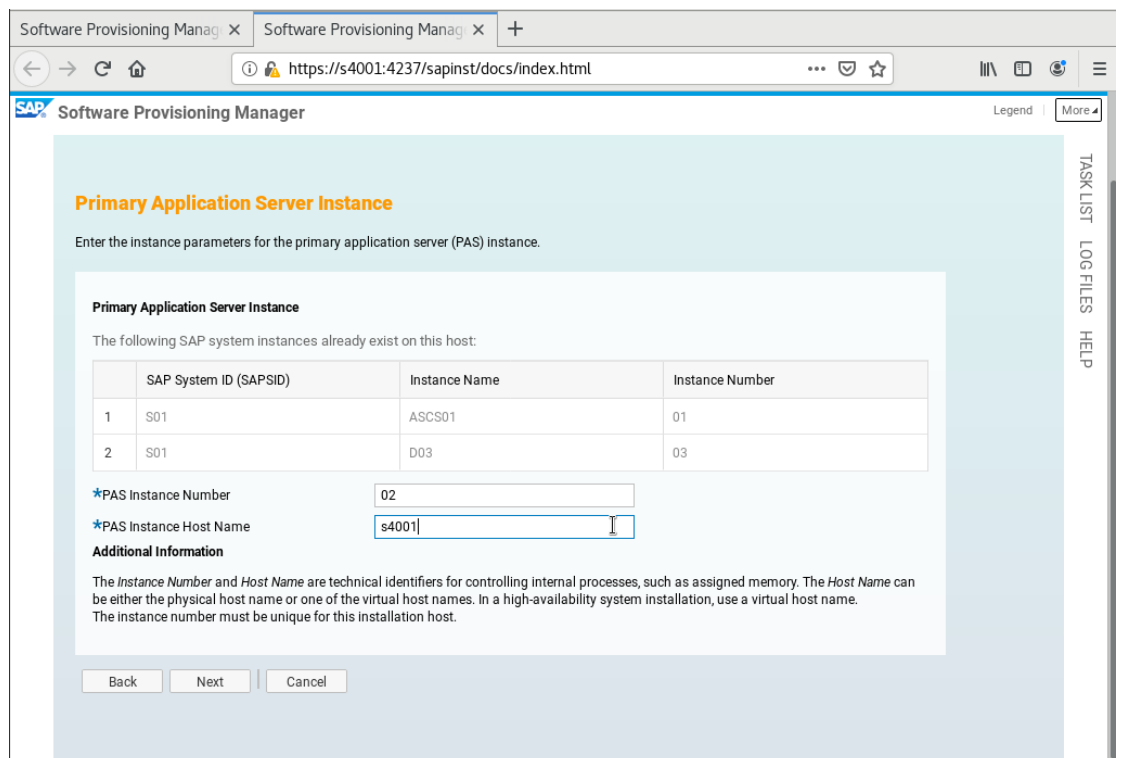 Software Provisioning Manag
Software Provisioning Manag
https://s4001:4237/sapinst/docs/index.html
SAP Software Provisioning Manager
Legend
More
TASK LIST
LOG FILES
HELP
Primary Application Server Instance
Enter the instance parameters for the primary application server (PAS) instance.
Primary Application Server Instance
The following SAP system instances already exist on this host:
SAP System ID (SAPSID) Instance Name Instance Number
1 S01 ASCS01 01
2 S01 D03 03
*PAS Instance Number 02
*PAS Instance Host Name s4001
Additional Information
The Instance Number and Host Name are technical identifiers for controlling internal processes, such as assigned memory. The Host Name can
be either the physical host name or one of the virtual host names. In a high-availability system installation, use a virtual host name.
The instance number must be unique for this installation host.
Back Next Cancel